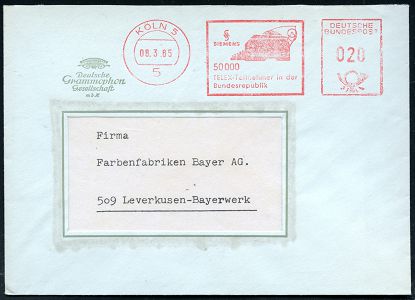 KÖLN 5
08.3.65
5
SIEMENS
50000
TELEX-Teilnehmer in der
Bundesrepublik
DEUTSCHE
BUNDESPOST
020
Deutsche
Grammophon
Gesellschaft
m.b.H.
Firma
Farbenfabriken Bayer AG.
509 Leverkusen-Bayerwerk